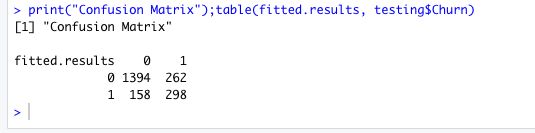 > print("Confusion Matrix");table(fitted.results, testing$Churn)
[1] "Confusion Matrix"
fitted.results    0    1
             0 1394  262
             1  158  298
>